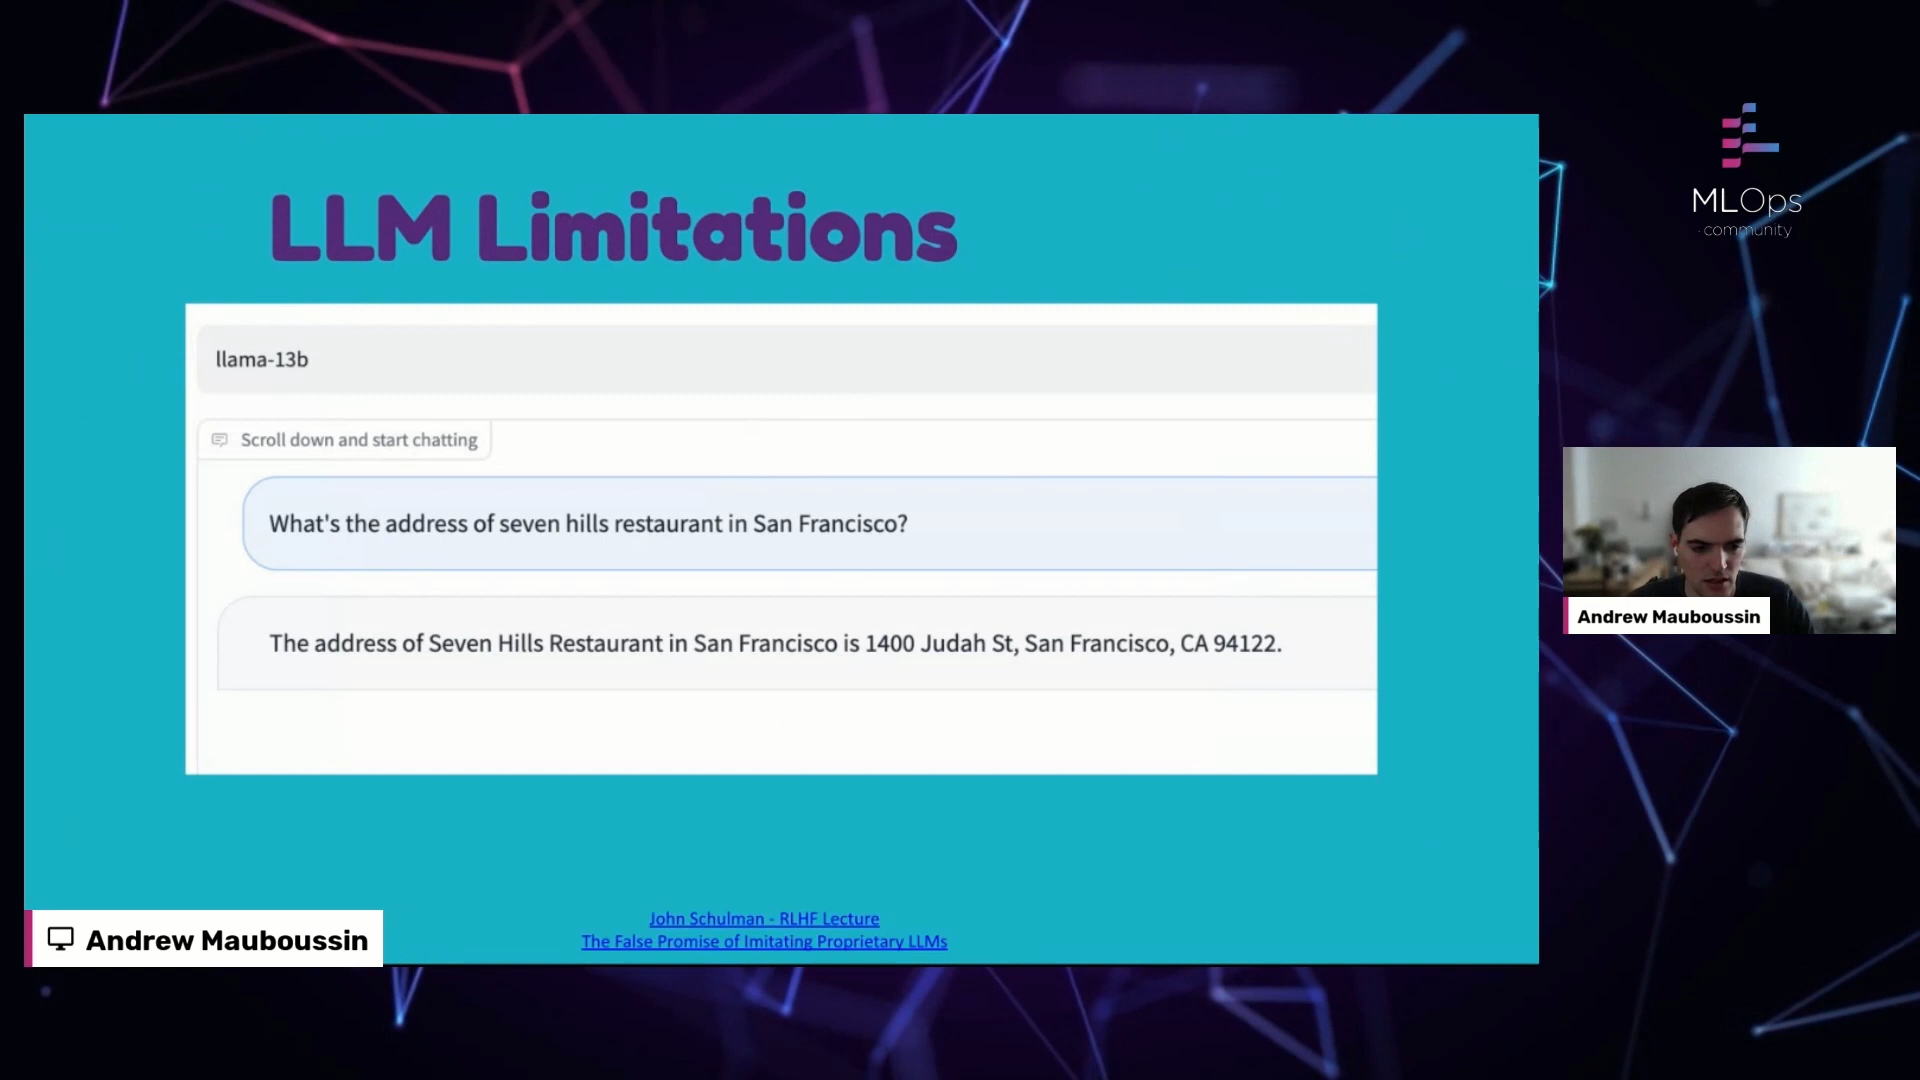 LLM Limitations
llama-13b
Scroll down and start chatting
What's the address of seven hills restaurant in San Francisco?
The address of Seven Hills Restaurant in San Francisco is 1400 Judah St, San Francisco, CA 94122.
John Schulman - RLHF Lecture
The False Promise of Imitating Proprietary LLMs
Andrew Mauboussin
MLOps
community
Andrew Mauboussin